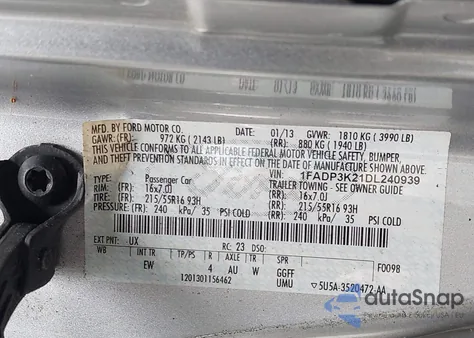 MFD. BY FORD MOTOR CO.
DATE: 01/13 GVWR: 1810 KG ( 3990 LB)
GAWR: (FR): 972 KG ( 2143 LB) (RR): 880 KG ( 1940 LB)
THIS VEHICLE CONFORMS TO ALL APPLICABLE FEDERAL MOTOR VEHICLE SAFETY, BUMPER,
AND THEFT PREVENTION STANDARDS IN EFFECT ON THE DATE OF MANUFACTURE SHOWN ABOVE.
VIN: 1FADP3K21DL240939
TYPE: Passenger Car TRAILER TOWING-SEE OWNER GUIDE
RIM: (FR): 16x7.0J (RR): 16x7.0J
TIRE: (FR): 215/55R16 93H (RR): 215/55R16 93H
PRESSURE: (FR): 240 kPa/ 35 PSI COLD (RR): 240 kPa/ 35 PSI COLD
EXT PNT: UX RC: 23 DSO: F0098
WB INT TR TP/PS R AXLE TR SPR
EW 4 AU W GGFF
1201301156462 UMU ▽5U5A-3520472-AA
AutoSnap